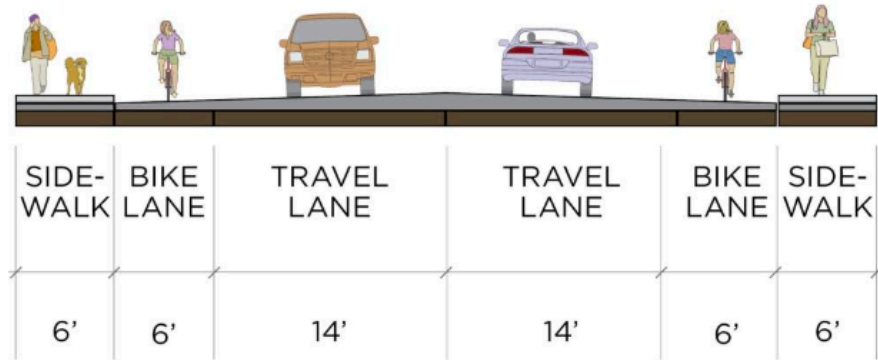 SIDE-
WALK
BIKE
LANE
TRAVEL
LANE
TRAVEL
LANE
BIKE
LANE
SIDE-
WALK
6’
6’
14’
14’
6’
6’